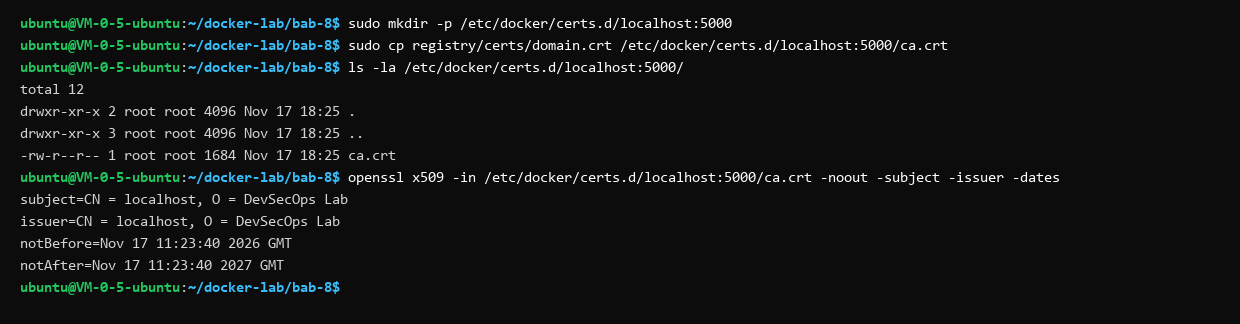 ubuntu@VM-0-5-ubuntu:~/docker-lab/bab-8$ sudo mkdir -p /etc/docker/certs.d/localhost:5000
ubuntu@VM-0-5-ubuntu:~/docker-lab/bab-8$ sudo cp registry/certs/domain.crt /etc/docker/certs.d/localhost:5000/ca.crt
ubuntu@VM-0-5-ubuntu:~/docker-lab/bab-8$ ls -la /etc/docker/certs.d/localhost:5000/
total 12
drwxr-xr-x 2 root root 4096 Nov 17 18:25 .
drwxr-xr-x 3 root root 4096 Nov 17 18:25 ..
-rw-r--r-- 1 root root 1684 Nov 17 18:25 ca.crt
ubuntu@VM-0-5-ubuntu:~/docker-lab/bab-8$ openssl x509 -in /etc/docker/certs.d/localhost:5000/ca.crt -noout -subject -issuer -dates
subject=CN = localhost, O = DevSecOps Lab
issuer=CN = localhost, O = DevSecOps Lab
notBefore=Nov 17 11:23:40 2026 GMT
notAfter=Nov 17 11:23:40 2027 GMT
ubuntu@VM-0-5-ubuntu:~/docker-lab/bab-8$